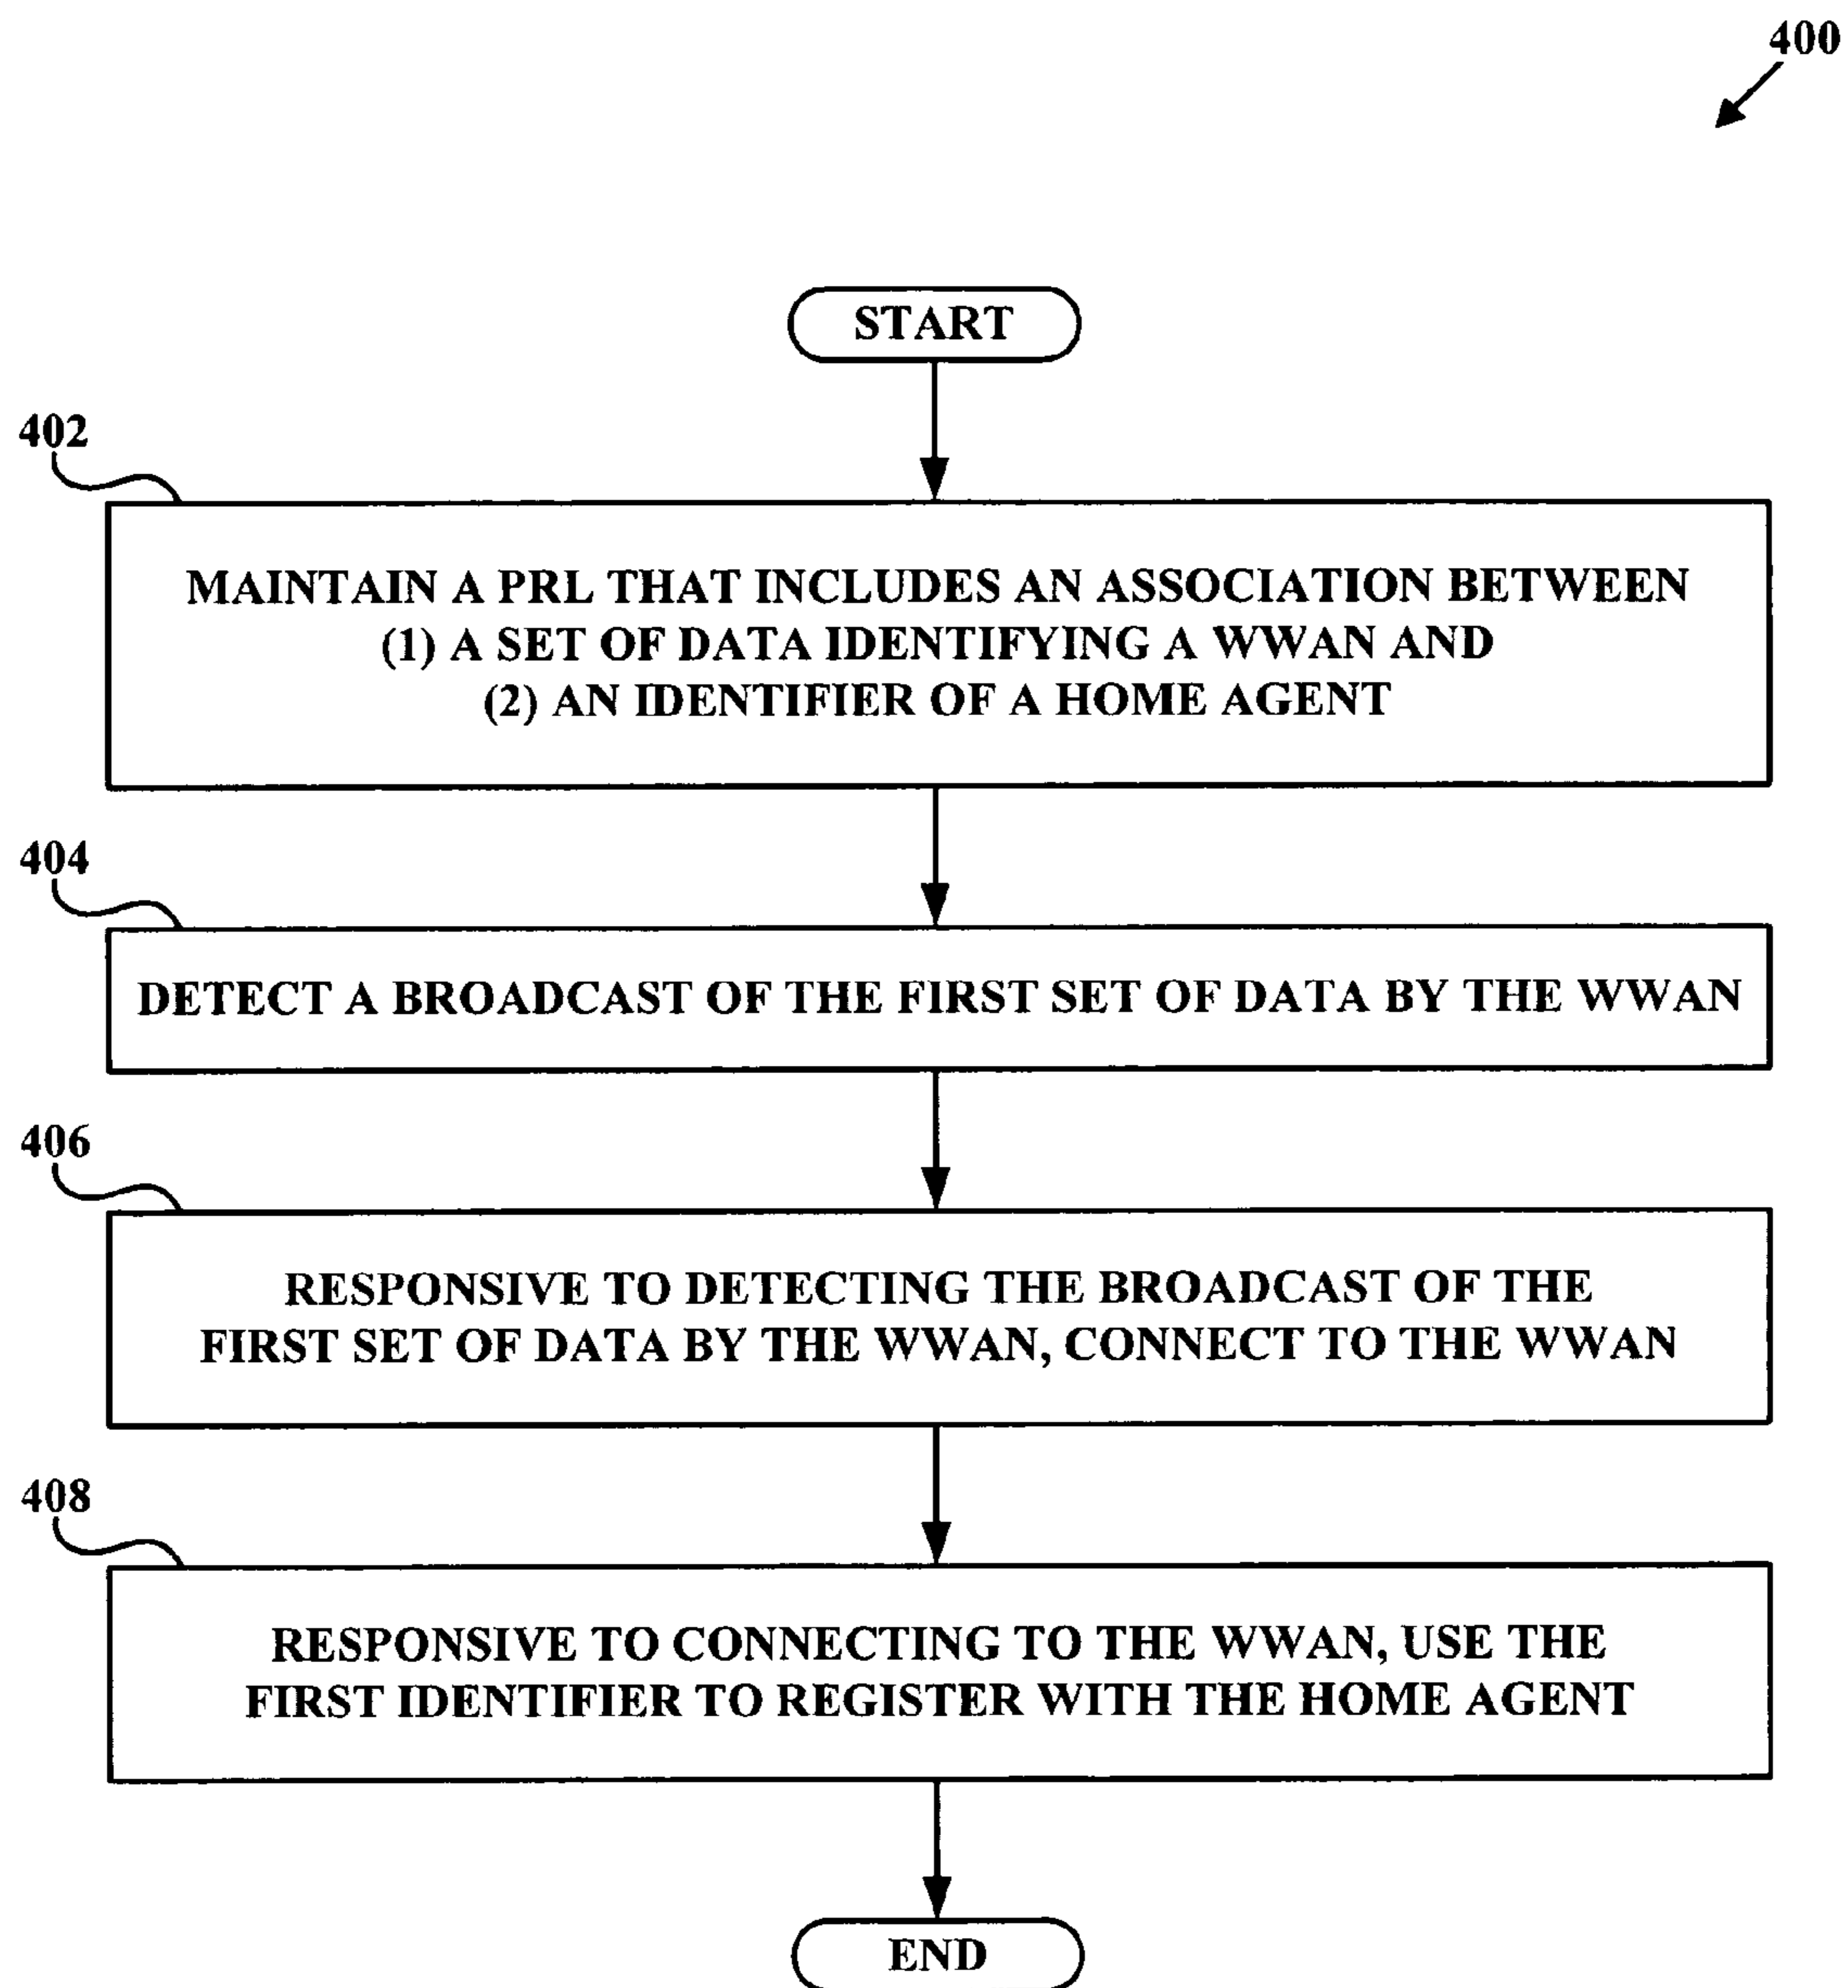 400
START
402
MAINTAIN A PRL THAT INCLUDES AN ASSOCIATION BETWEEN
(1) A SET OF DATA IDENTIFYING A WWAN AND
(2) AN IDENTIFIER OF A HOME AGENT
404
DETECT A BROADCAST OF THE FIRST SET OF DATA BY THE WWAN
406
RESPONSIVE TO DETECTING THE BROADCAST OF THE
FIRST SET OF DATA BY THE WWAN, CONNECT TO THE WWAN
408
RESPONSIVE TO CONNECTING TO THE WWAN, USE THE
FIRST IDENTIFIER TO REGISTER WITH THE HOME AGENT
END